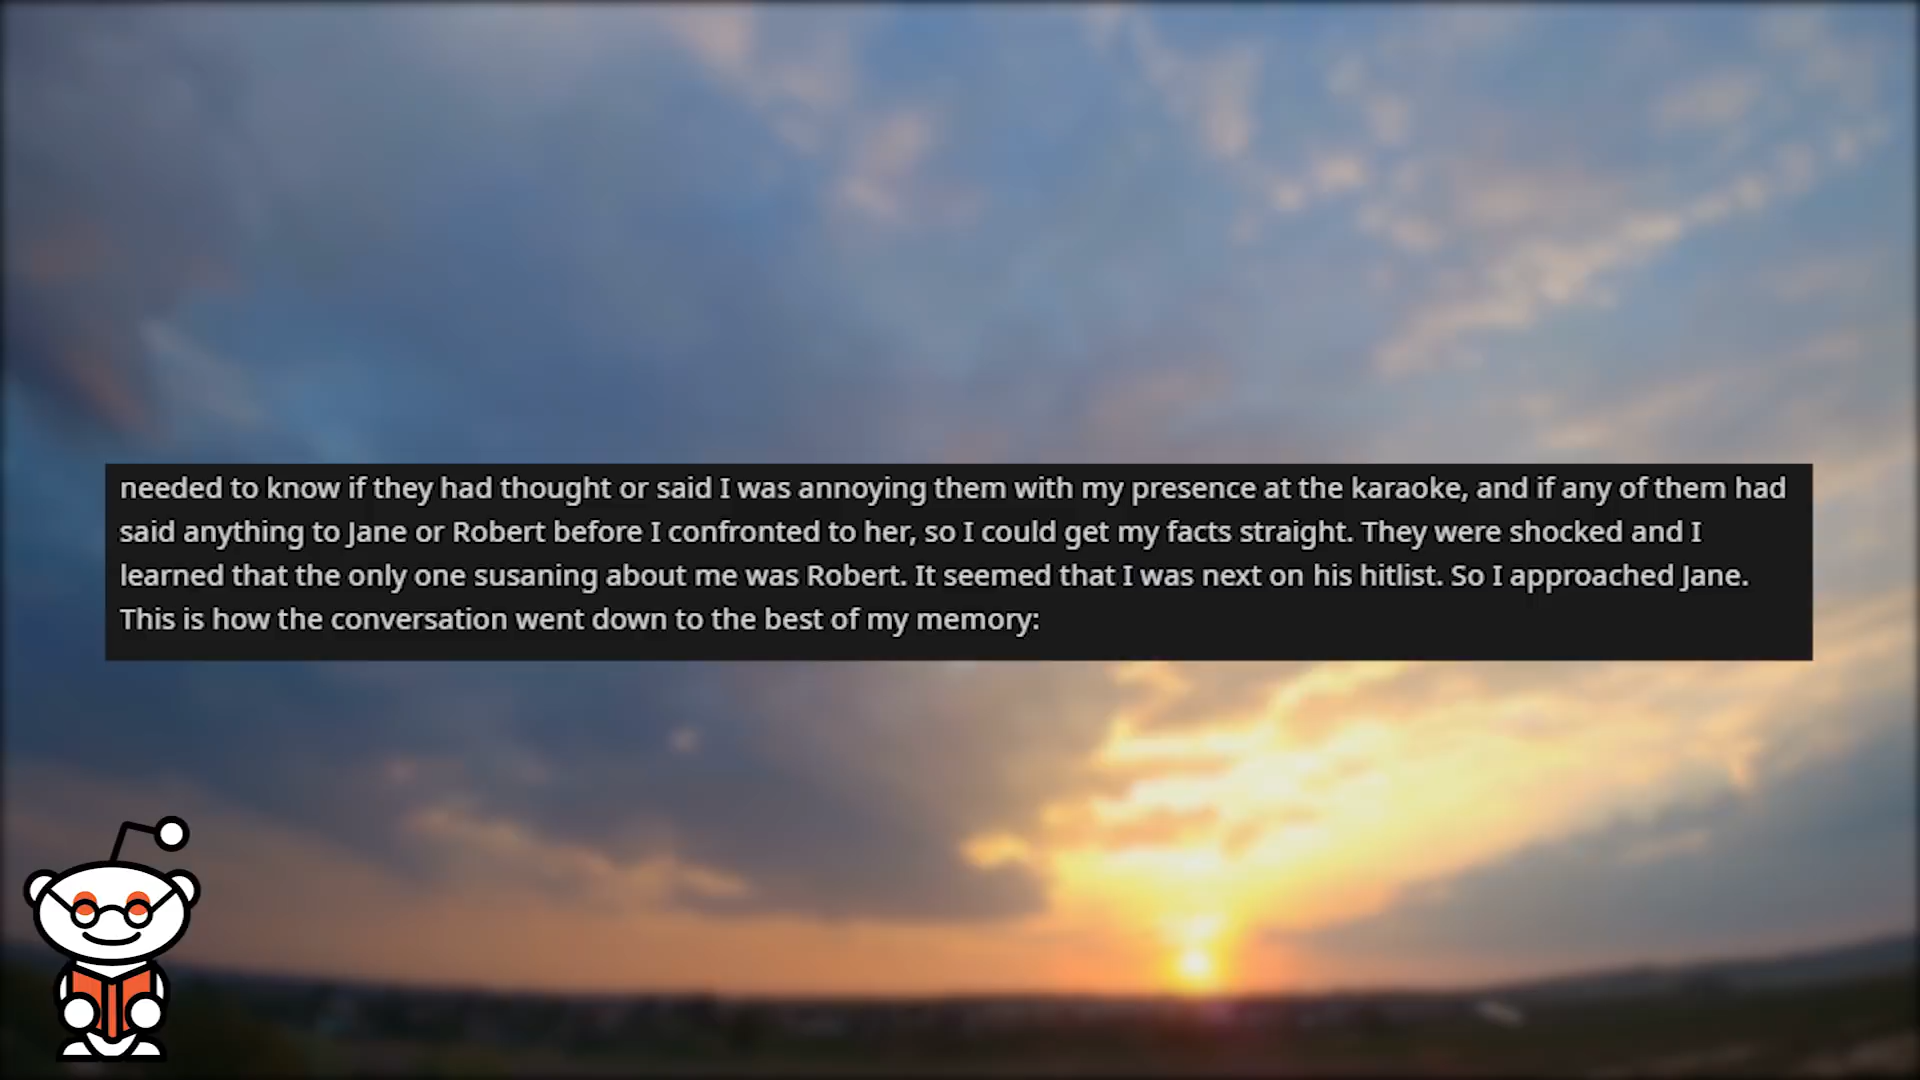 needed to know if they had thought or said I was annoying them with my presence at the karaoke, and if any of them had
said anything to Jane or Robert before I confronted to her, so I could get my facts straight. They were shocked and I
learned that the only one susaning about me was Robert. It seemed that I was next on his hitlist. So I approached Jane.
This is how the conversation went down to the best of my memory: